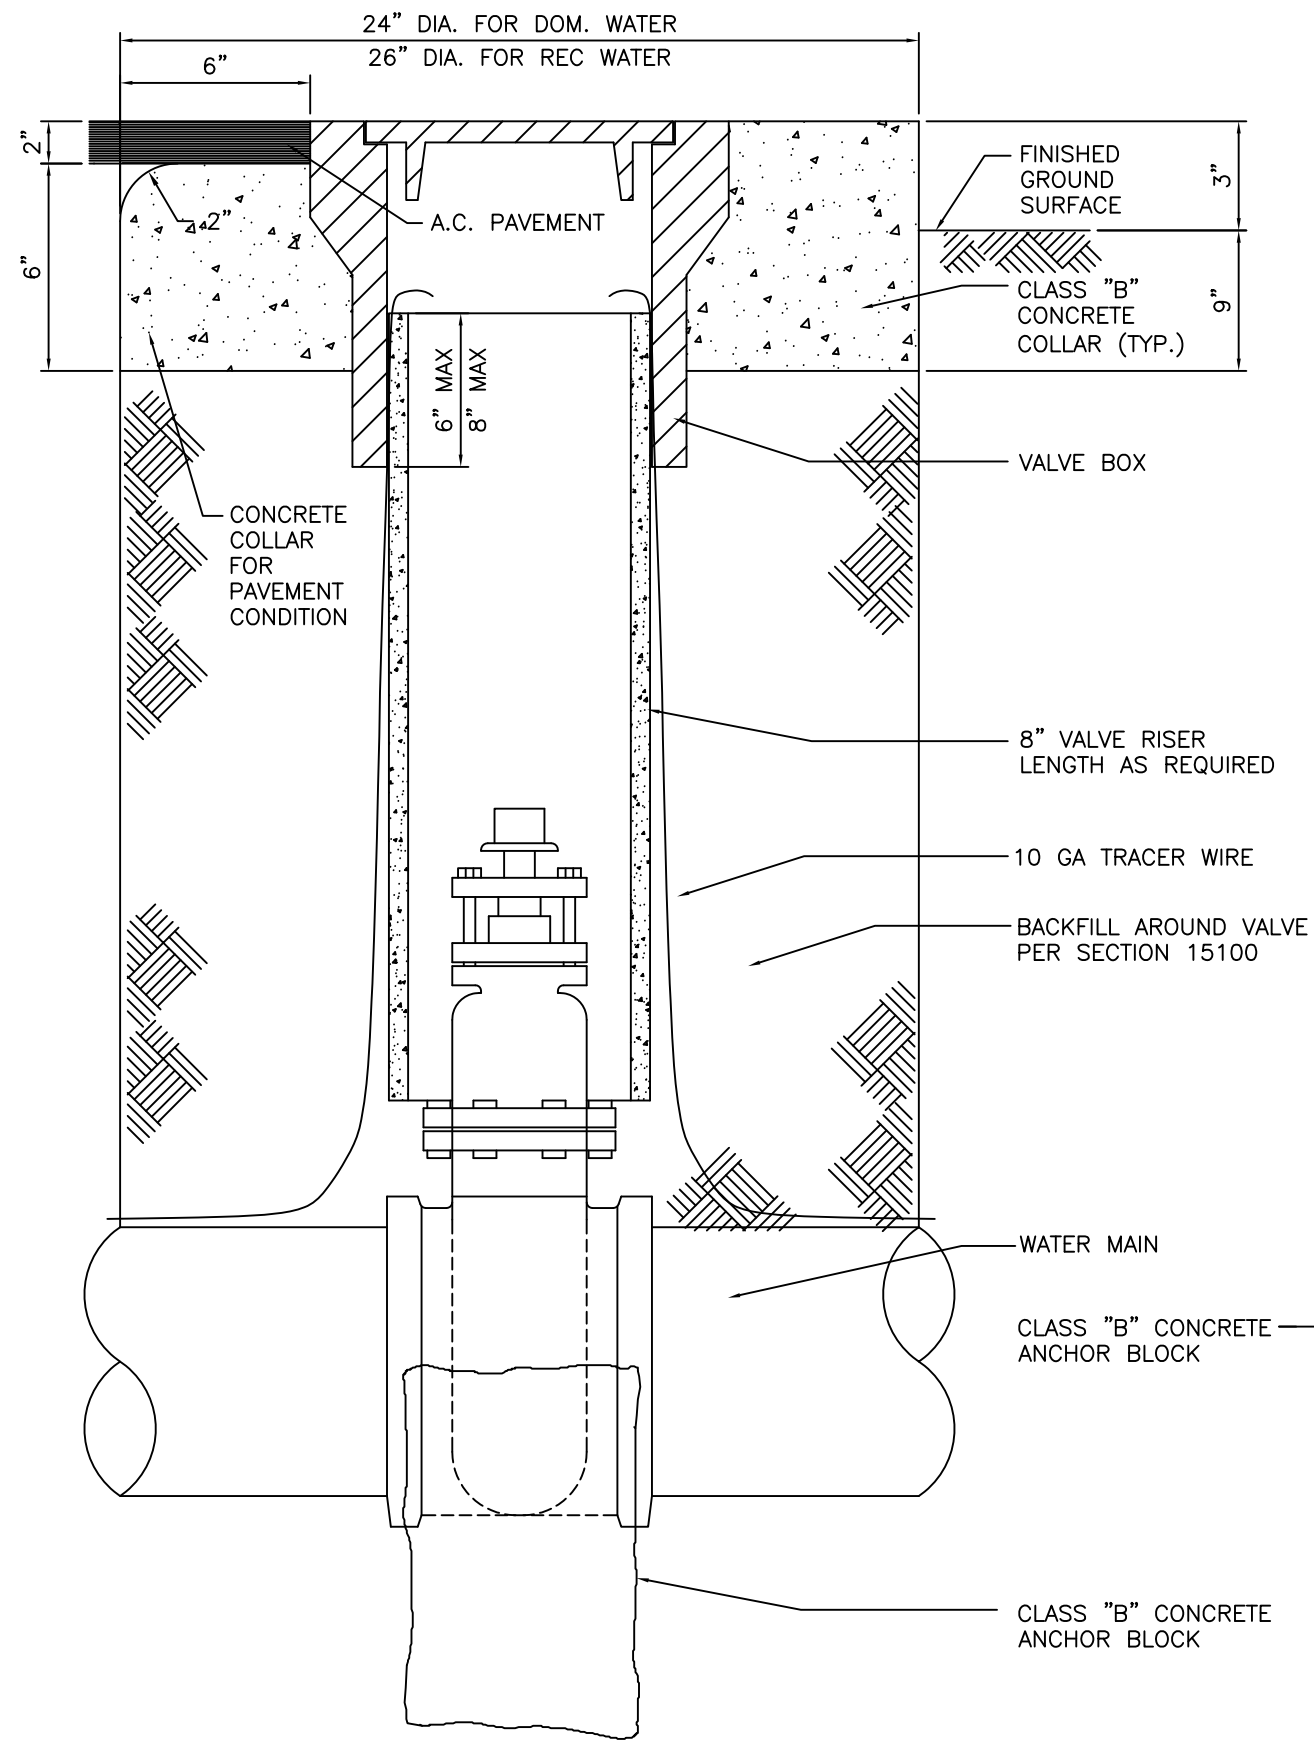 24" DIA. FOR DOM. WATER
26" DIA. FOR REC WATER
6"
2"
6"
2"
A.C. PAVEMENT
FINISHED
GROUND
SURFACE
3"
9"
CLASS "B"
CONCRETE
COLLAR (TYP.)
6" MAX
8" MAX
VALVE BOX
CONCRETE
COLLAR
FOR
PAVEMENT
CONDITION
8" VALVE RISER
LENGTH AS REQUIRED
10 GA TRACER WIRE
BACKFILL AROUND VALVE
PER SECTION 15100
WATER MAIN
CLASS "B" CONCRETE
ANCHOR BLOCK
CLASS "B" CONCRETE
ANCHOR BLOCK